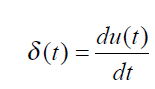 δ(t) = du(t)/dt